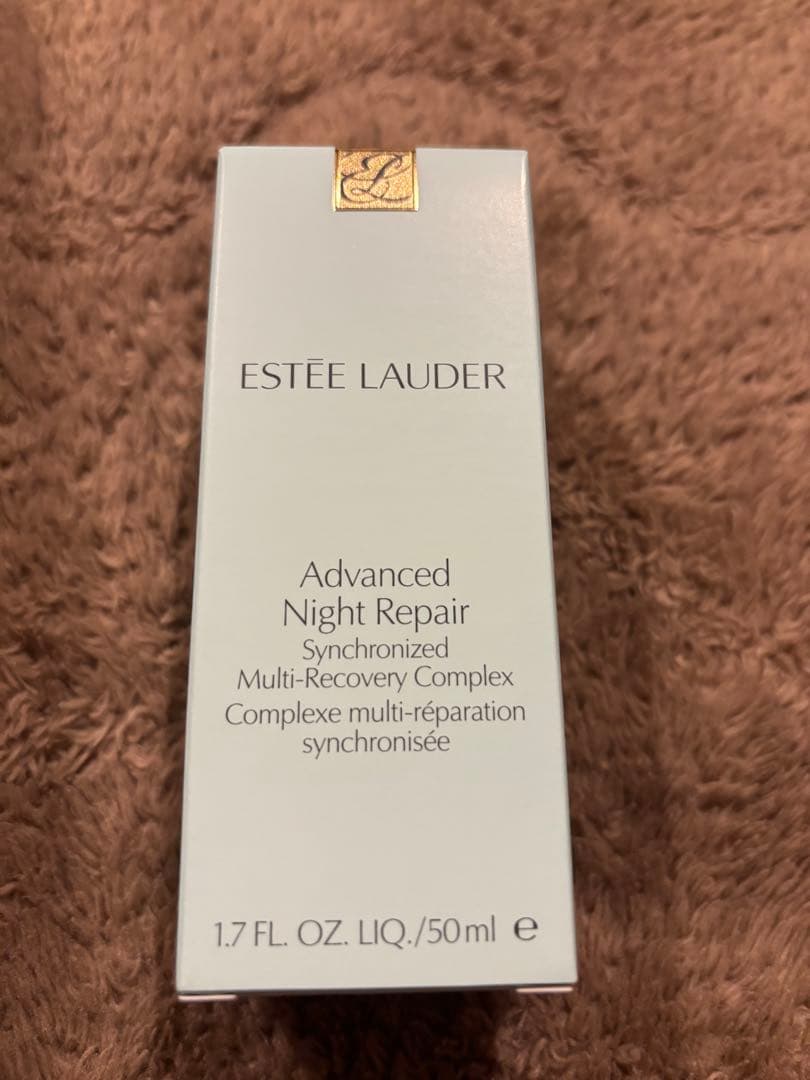 EL
ESTĒE LAUDER
Advanced
Night Repair
Synchronized
Multi-Recovery Complex
Complexe multi-réparation
synchronisée
1.7 FL. OZ. LIQ./50ml ℮